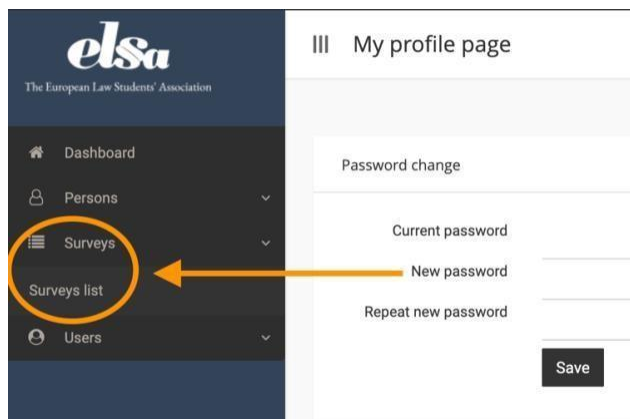 elsa
The European Law Students' Association
Dashboard
Persons
Surveys
Surveys list
Users
My profile page
Password change
Current password
New password
Repeat new password
Save